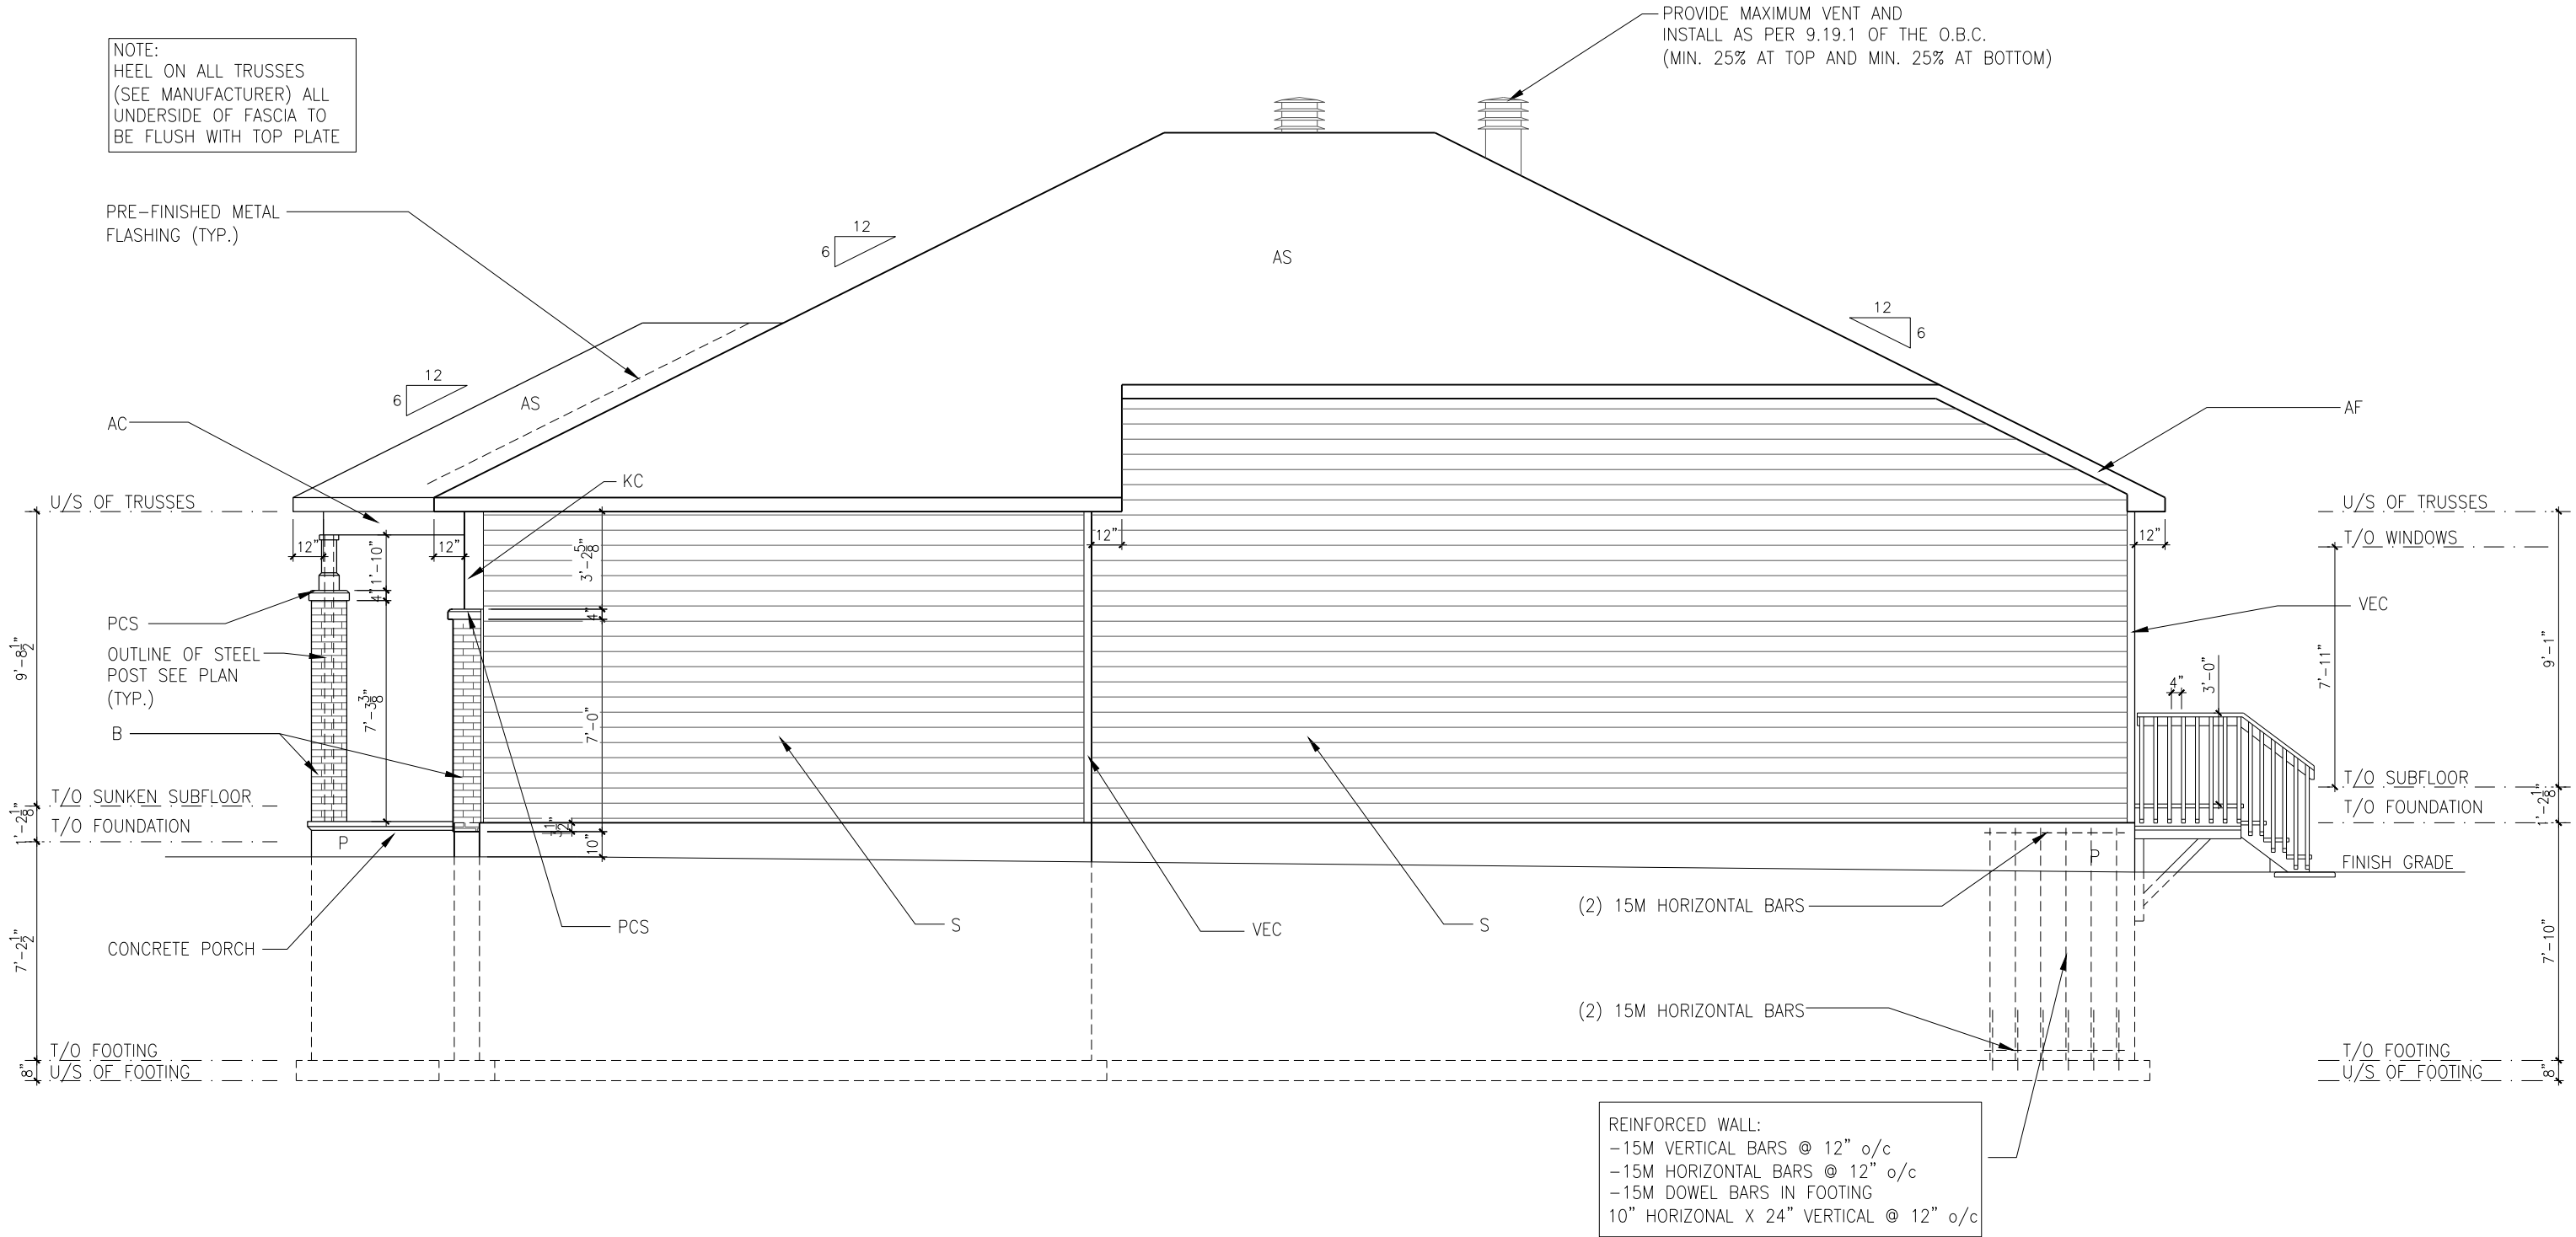 NOTE:
HEEL ON ALL TRUSSES
(SEE MANUFACTURER) ALL
UNDERSIDE OF FASCIA TO
BE FLUSH WITH TOP PLATE
PROVIDE MAXIMUM VENT AND
INSTALL AS PER 9.19.1 OF THE O.B.C.
(MIN. 25% AT TOP AND MIN. 25% AT BOTTOM)
PRE-FINISHED METAL
FLASHING (TYP.)
12
6
AS
12
6
12
6
AS
AC
AF
KC
U/S OF TRUSSES
U/S OF TRUSSES
T/O WINDOWS
12"
12"
12"
12"
1'-10"
4"
3'-2 5/8"
4"
PCS
VEC
OUTLINE OF STEEL
POST SEE PLAN
(TYP.)
9'-8 1/2"
7'-3 3/8"
7'-0"
4"
3'-0"
7'-11"
9'-1"
B
T/O SUNKEN SUBFLOOR
T/O SUBFLOOR
T/O FOUNDATION
T/O FOUNDATION
1'-2 1/8"
1'-2 1/8"
P
10"
P
FINISH GRADE
(2) 15M HORIZONTAL BARS
PCS
S
VEC
S
CONCRETE PORCH
7'-2 1/2"
7'-10"
(2) 15M HORIZONTAL BARS
T/O FOOTING
T/O FOOTING
U/S OF FOOTING
U/S OF FOOTING
8"
8"
REINFORCED WALL:
-15M VERTICAL BARS @ 12" o/c
-15M HORIZONTAL BARS @ 12" o/c
-15M DOWEL BARS IN FOOTING
10" HORIZONAL X 24" VERTICAL @ 12" o/c